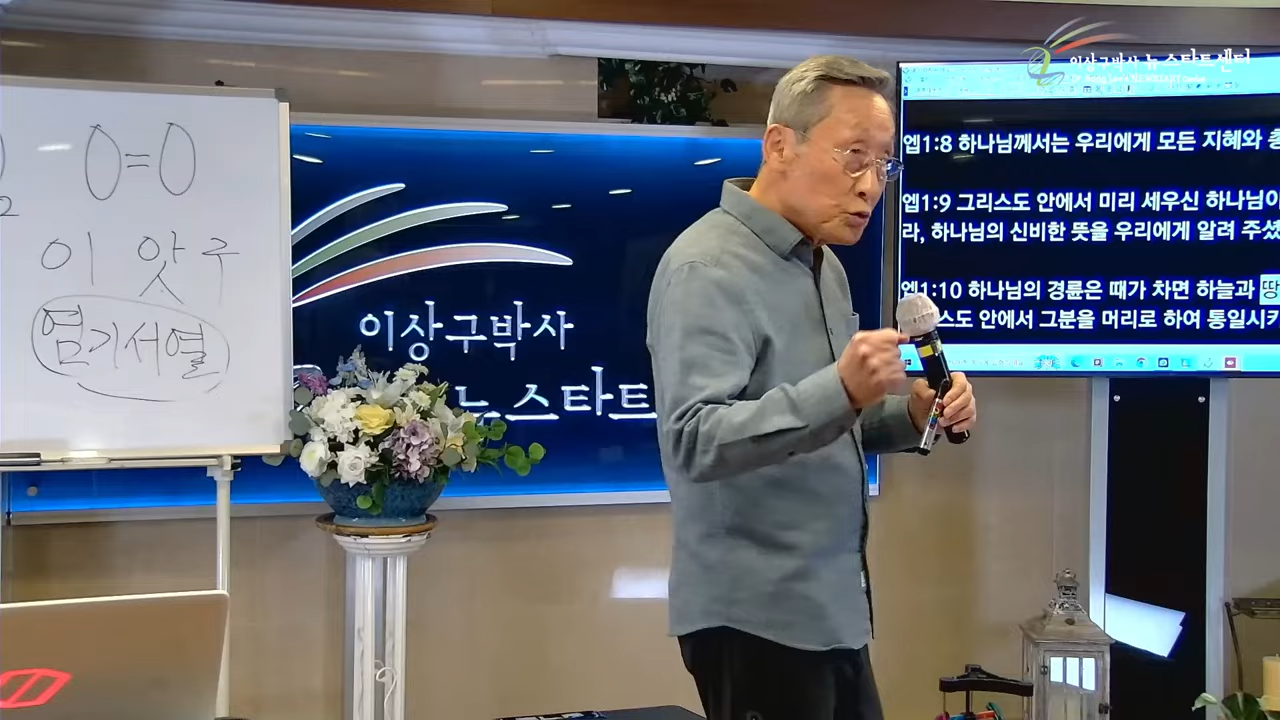 0=0
2
이 앗 구
염기서열
이상구박사
뉴스타트
이상구박사 뉴스타트센터
엡1:8 하나님께서는 우리에게 모든 지혜와 총
엡1:9 그리스도 안에서 미리 세우신 하나님이
라, 하나님의 신비한 뜻을 우리에게 알려 주셨
엡1:10 하나님의 경륜은 때가 차면 하늘과 땅
스도 안에서 그분을 머리로 하여 통일시키